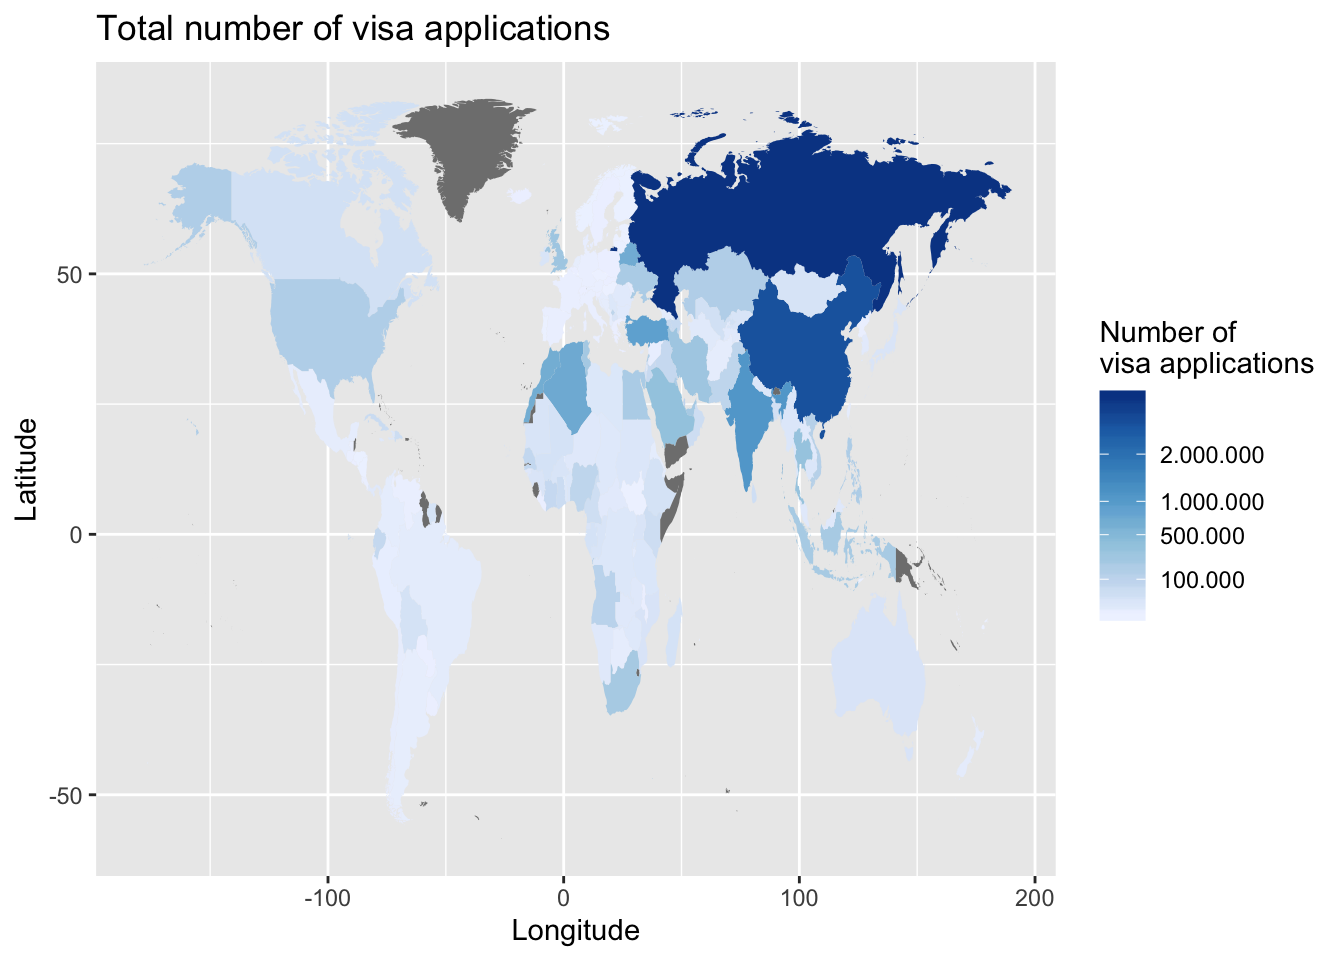 Total number of visa applications
50
0
-50
Latitude
-100
0
100
200
Longitude
Number of
visa applications
2.000.000
1.000.000
500.000
100.000